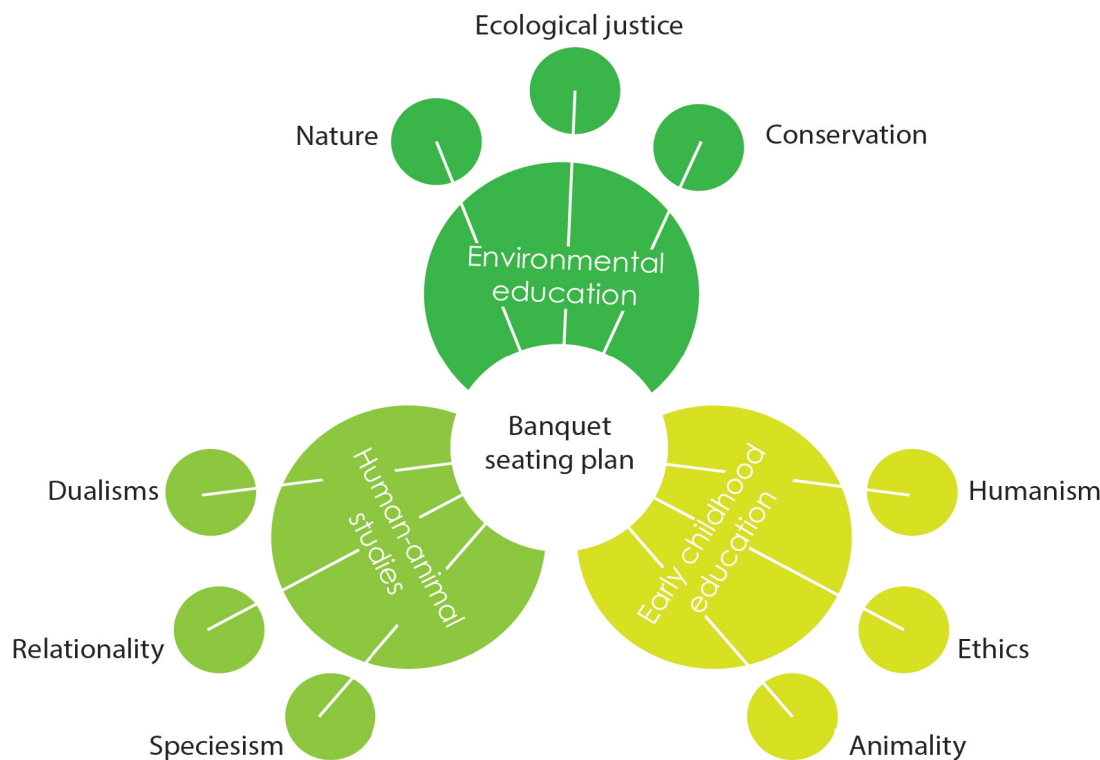 Ecological justice
Nature
Conservation
Environmental
education
Banquet
seating plan
Dualisms
Human-animal
studies
Relationality
Speciesism
Early childhood
education
Humanism
Ethics
Animality